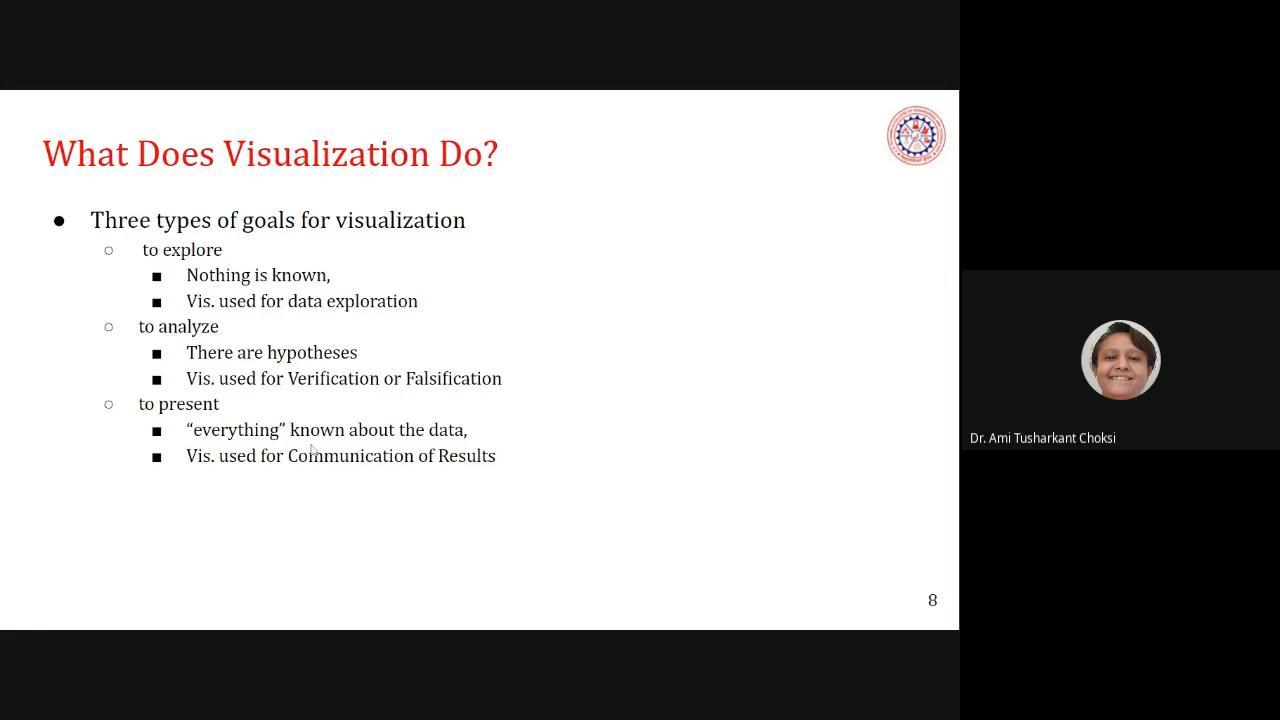 What Does Visualization Do?
● Three types of goals for visualization
○ to explore
■ Nothing is known,
■ Vis. used for data exploration
○ to analyze
■ There are hypotheses
■ Vis. used for Verification or Falsification
○ to present
■ “everything” known about the data,
■ Vis. used for Communication of Results
8
Dr. Ami Tusharkant Choksi